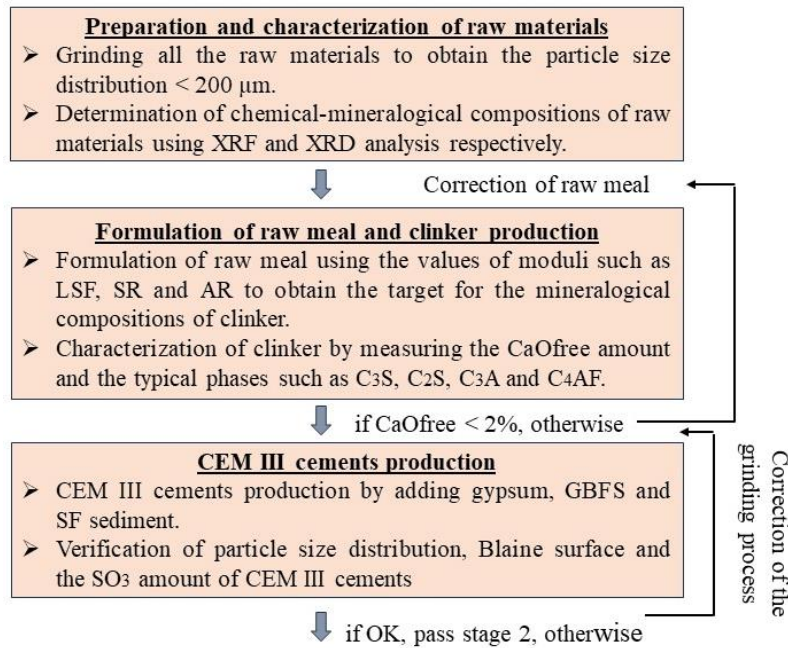 Preparation and characterization of raw materials
➢ Grinding all the raw materials to obtain the particle size
distribution < 200 μm.
➢ Determination of chemical-mineralogical compositions of raw
materials using XRF and XRD analysis respectively.
Correction of raw meal
Formulation of raw meal and clinker production
➢ Formulation of raw meal using the values of moduli such as
LSF, SR and AR to obtain the target for the mineralogical
compositions of clinker.
➢ Characterization of clinker by measuring the CaOfree amount
and the typical phases such as C3S, C2S, C3A and C4AF.
if CaOfree < 2%, otherwise
CEM III cements production
➢ CEM III cements production by adding gypsum, GBFS and
SF sediment.
➢ Verification of particle size distribution, Blaine surface and
the SO3 amount of CEM III cements
Correction of the
grinding process
if OK, pass stage 2, otherwise